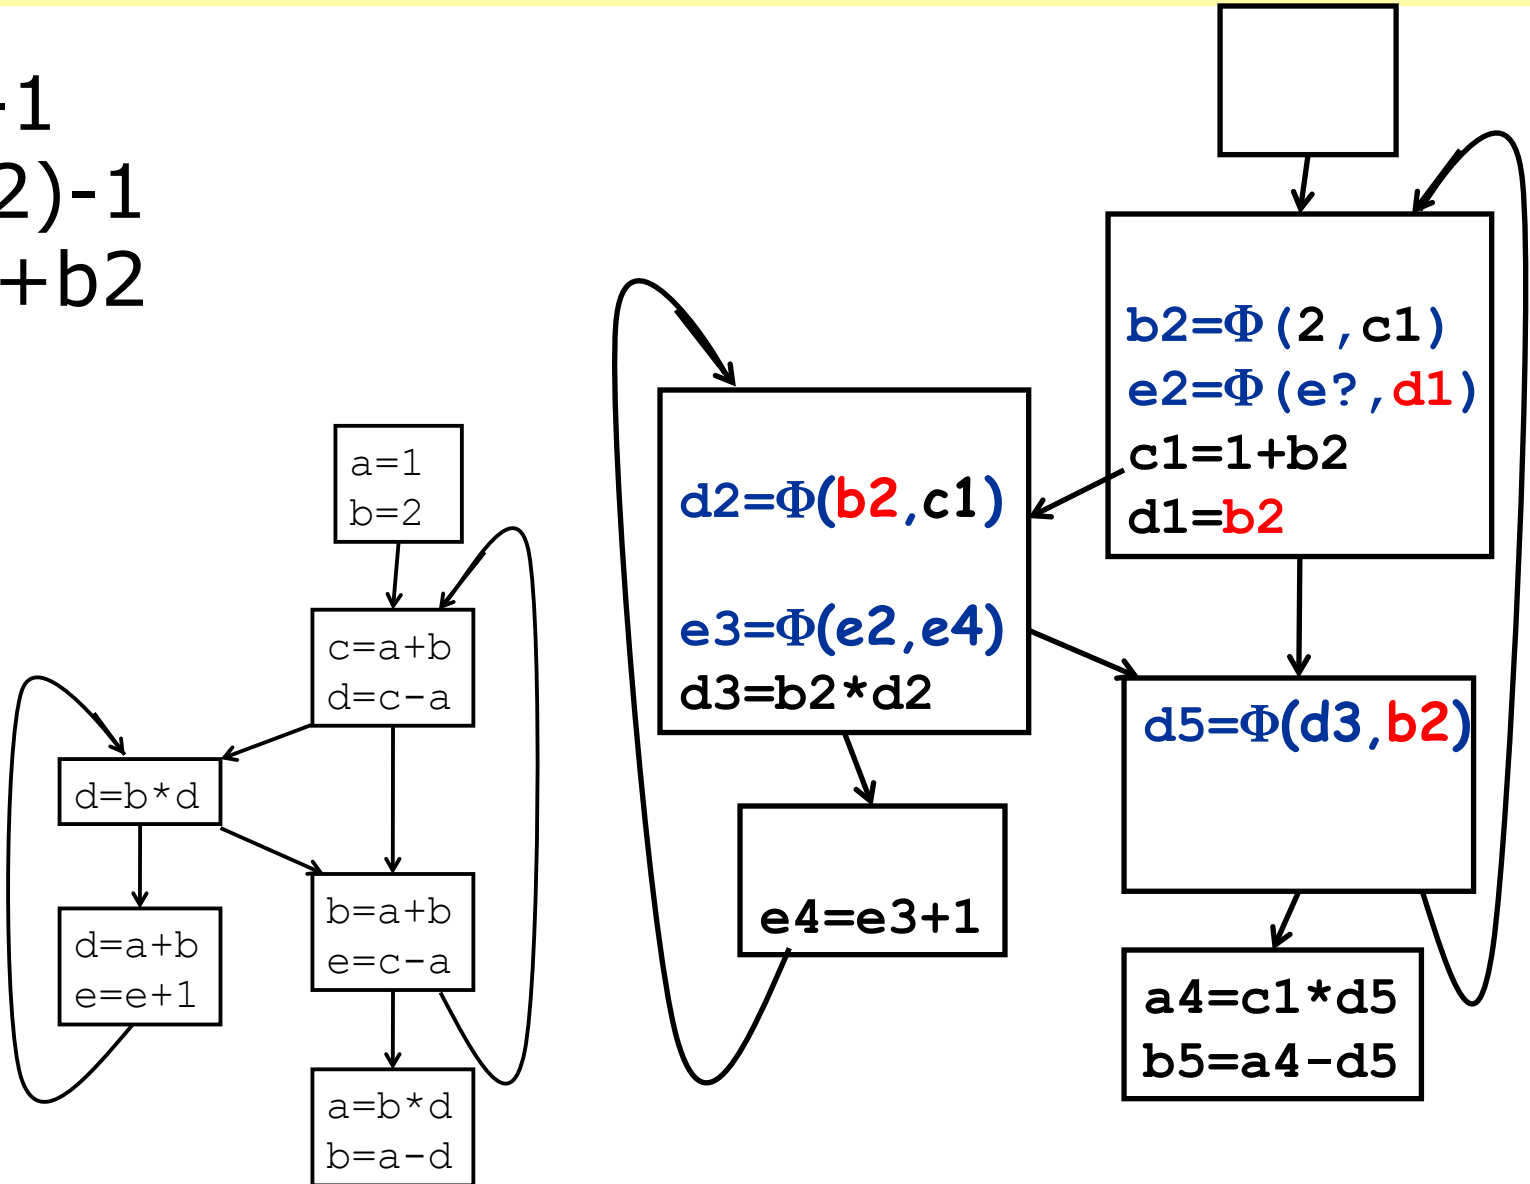 -1
2)-1
+b2
a=1
b=2
c=a+b
d=c-a
d=b*d
d=a+b
e=e+1
b=a+b
e=c-a
a=b*d
b=a-d
b2=Φ(2,c1)
e2=Φ(e?,d1)
c1=1+b2
d1=b2
d2=Φ(b2,c1)
e3=Φ(e2,e4)
d3=b2*d2
e4=e3+1
d5=Φ(d3,b2)
a4=c1*d5
b5=a4-d5